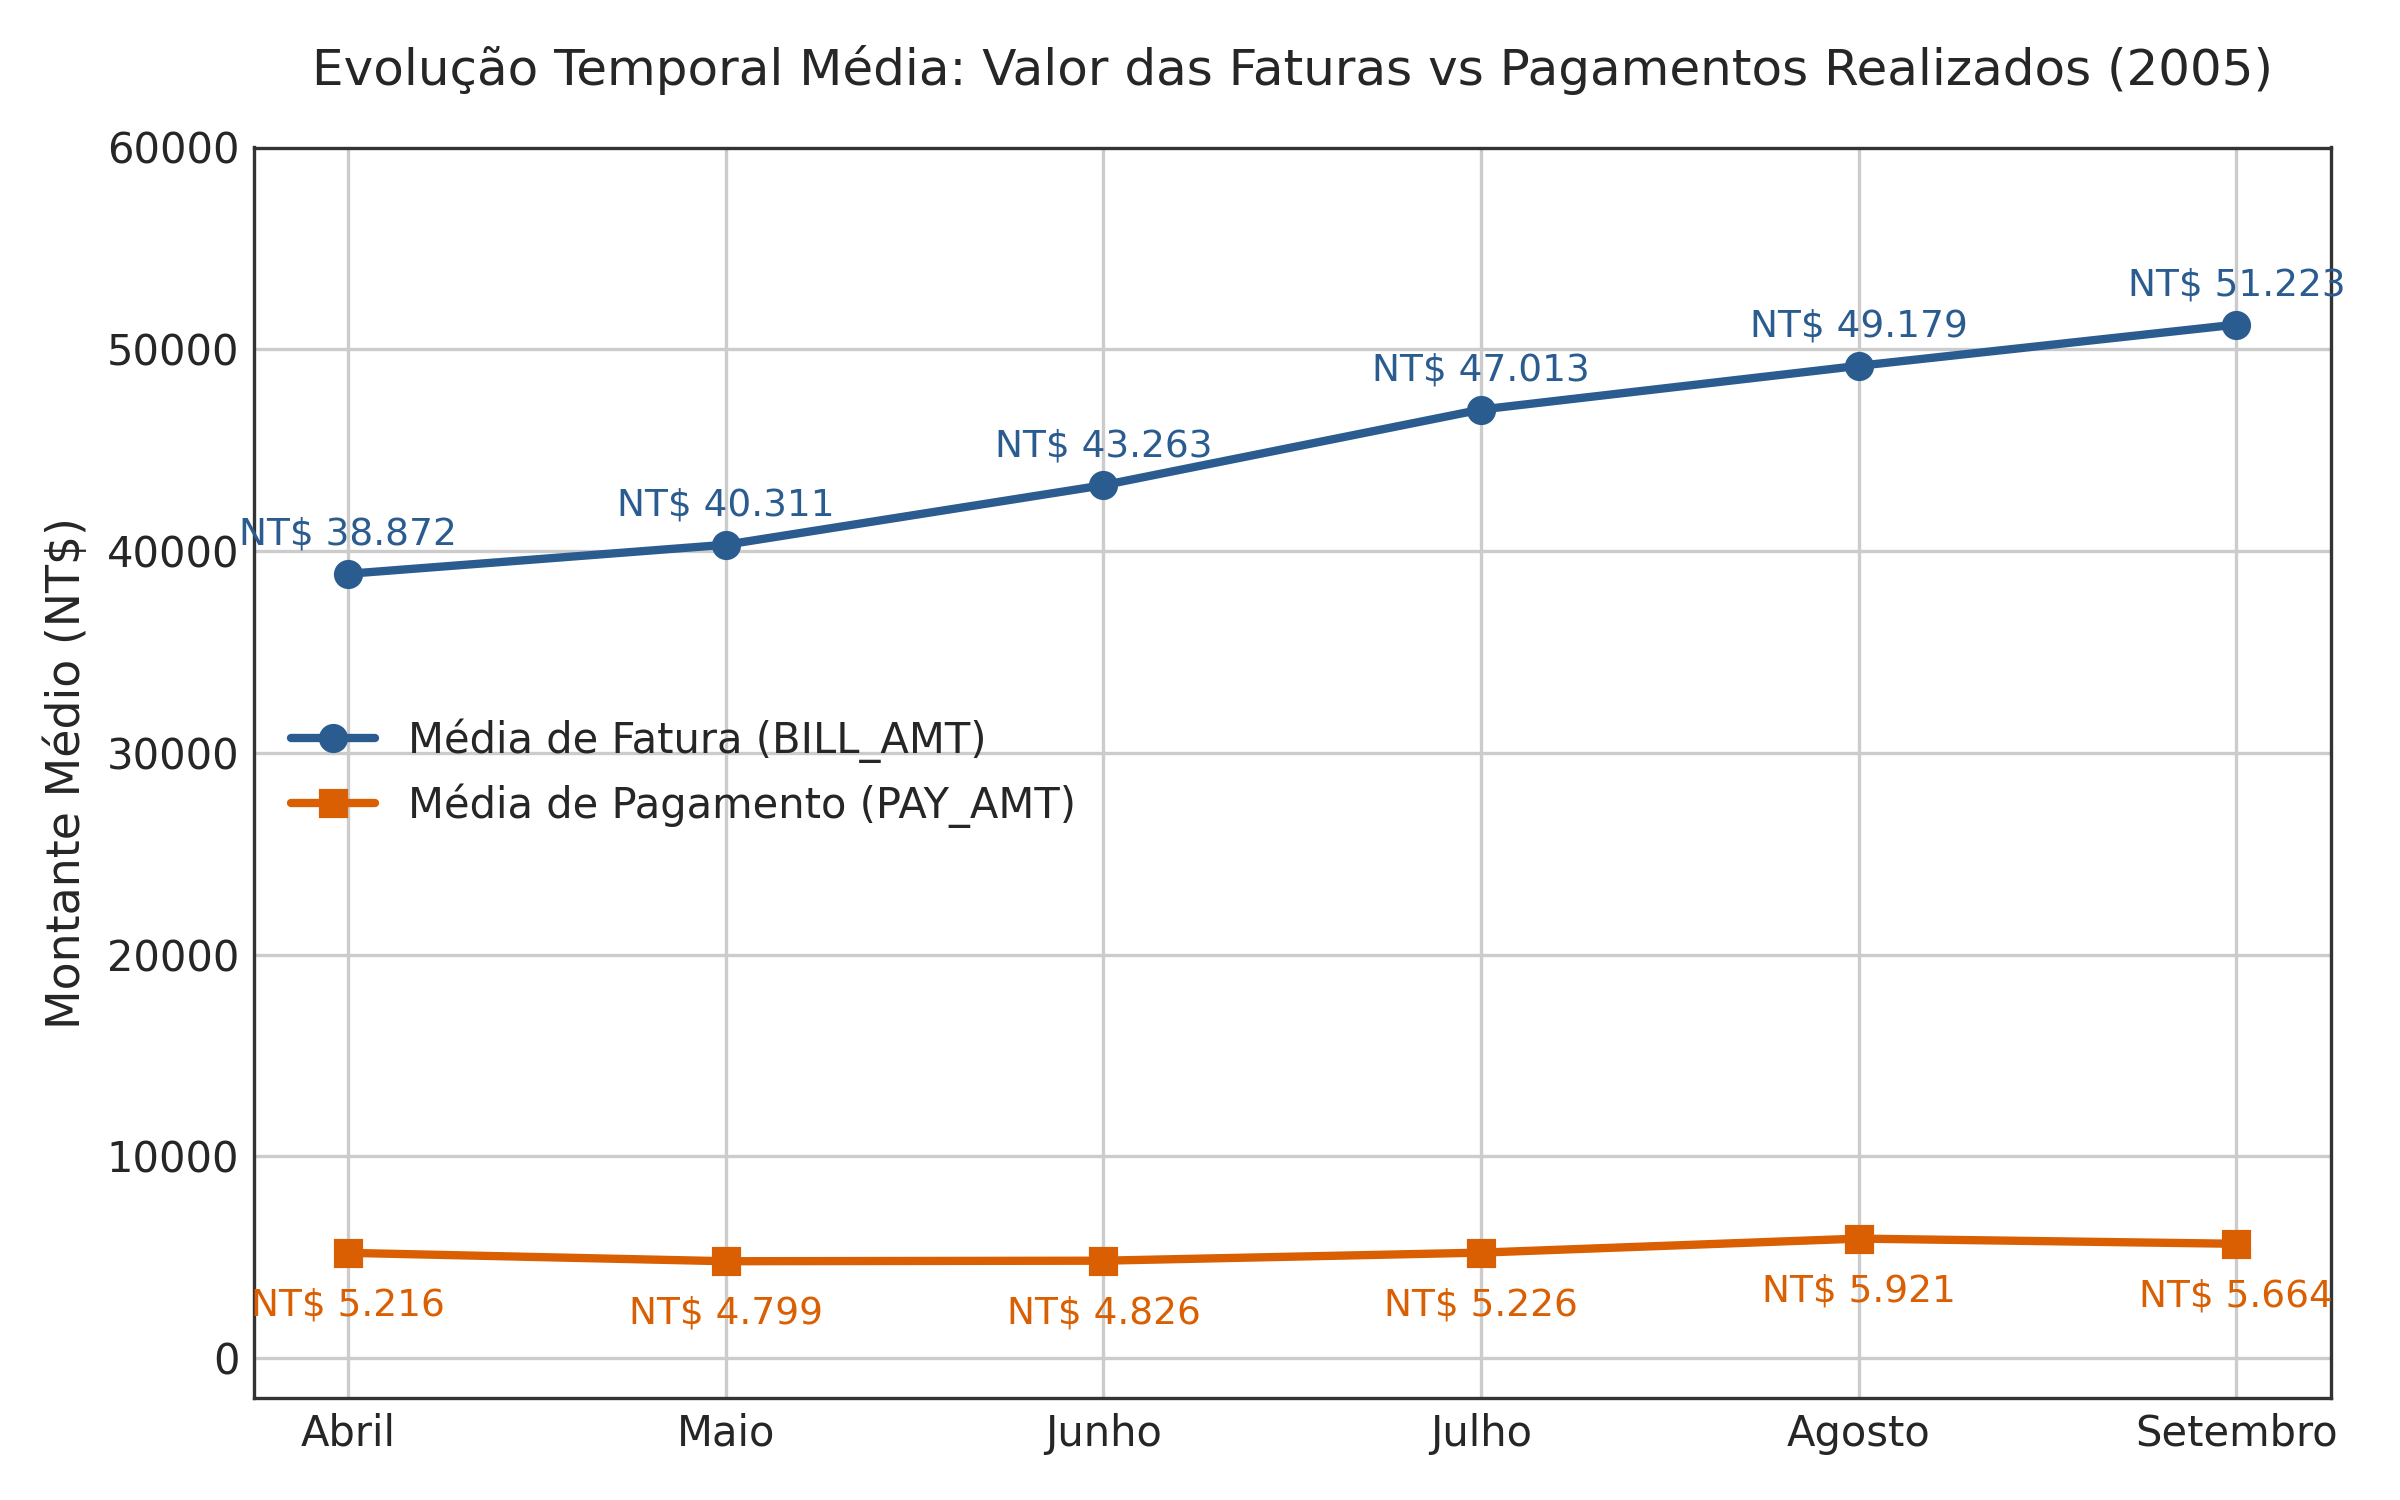 Evolução Temporal Média: Valor das Faturas vs Pagamentos Realizados (2005)
Montante Médio (NT$)
60000
50000
40000
30000
20000
10000
0
NT$ 38.872
NT$ 40.311
NT$ 43.263
NT$ 47.013
NT$ 49.179
NT$ 51.223
Média de Fatura (BILL_AMT)
Média de Pagamento (PAY_AMT)
NT$ 5.216
NT$ 4.799
NT$ 4.826
NT$ 5.226
NT$ 5.921
NT$ 5.664
Abril
Maio
Junho
Julho
Agosto
Setembro